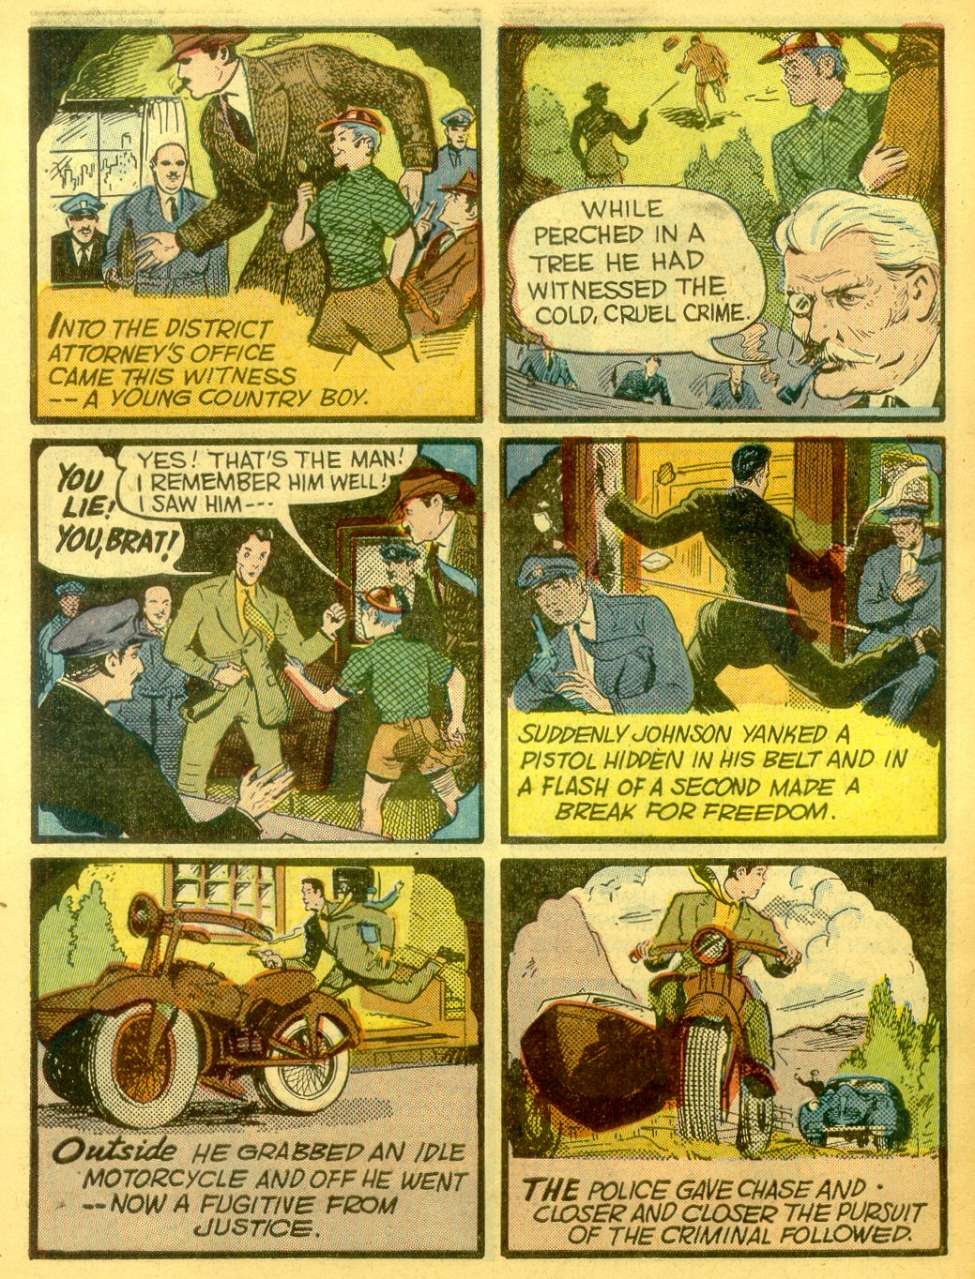 INTO THE DISTRICT
ATTORNEY'S OFFICE
CAME THIS WITNESS
-- A YOUNG COUNTRY BOY.
WHILE
PERCHED IN A
TREE HE HAD
WITNESSED THE
COLD, CRUEL CRIME.
YOU
LIE!
YOU, BRAT!
YES! THAT'S THE MAN!
I REMEMBER HIM WELL!
I SAW HIM ---
SUDDENLY JOHNSON YANKED A
PISTOL HIDDEN IN HIS BELT AND IN
A FLASH OF A SECOND MADE A
BREAK FOR FREEDOM.
Outside HE GRABBED AN IDLE
MOTORCYCLE AND OFF HE WENT
-- NOW A FUGITIVE FROM
JUSTICE.
THE POLICE GAVE CHASE AND
CLOSER AND CLOSER THE PURSUIT
OF THE CRIMINAL FOLLOWED.